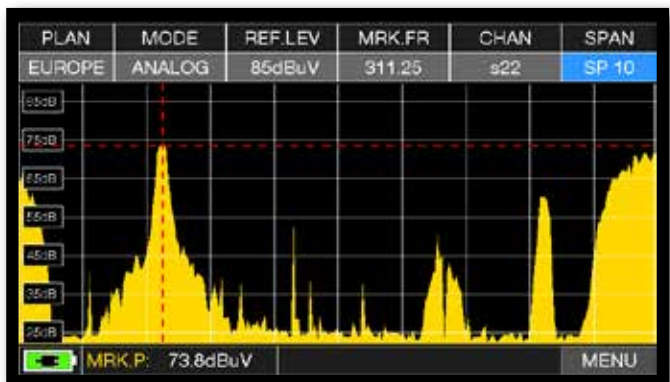 PLAN MODE REF.LEV MRK.FR CHAN SPAN
EUROPE ANALOG 85dBuV 311.25 s22 SP 10
85dB
75dB
65dB
55dB
45dB
35dB
25dB
MRK.P: 73.8dBuV MENU